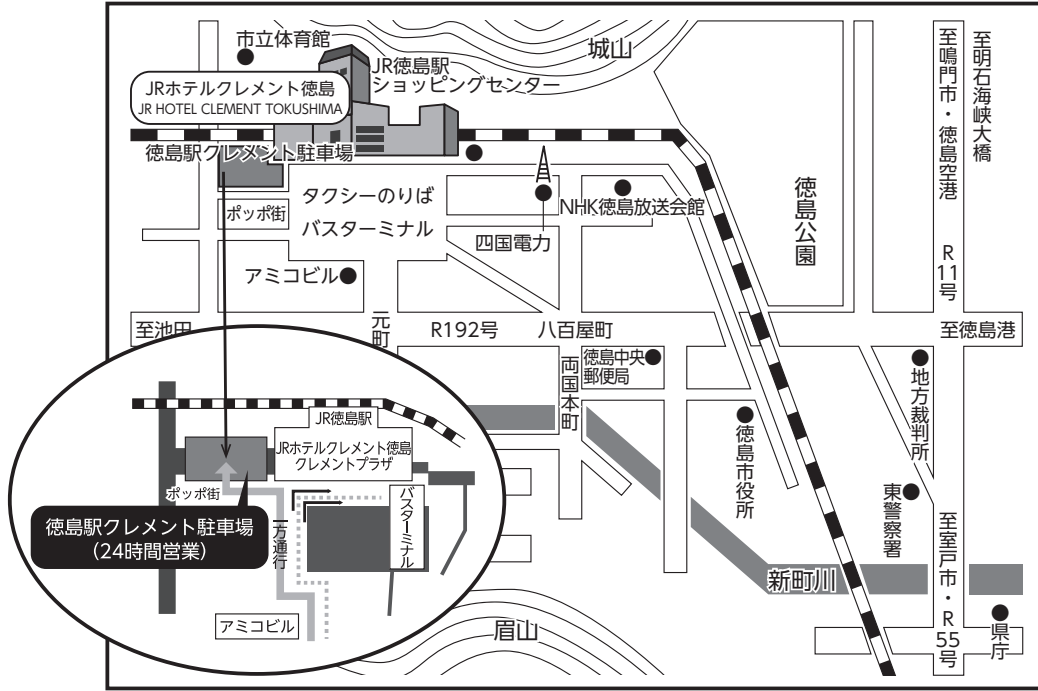 市立体育館
城山
JR徳島駅
ショッピングセンター
JRホテルクレメント徳島
JR HOTEL CLEMENT TOKUSHIMA
徳島駅クレメント駐車場
至鳴門市・徳島空港
至明石海峡大橋
タクシーのりば
ポッポ街
バスターミナル
NHK徳島放送会館
四国電力
徳島公園
R11号
アミコビル
至池田
元町
R192号
八百屋町
至徳島港
両国本町
徳島中央
郵便局
地方裁判所
徳島市役所
東警察署
至室戸市・R55号
新町川
県庁
眉山
JR徳島駅
JRホテルクレメント徳島
クレメントプラザ
ポッポ街
バスターミナル
徳島駅クレメント駐車場
（24時間営業）
一方通行
アミコビル